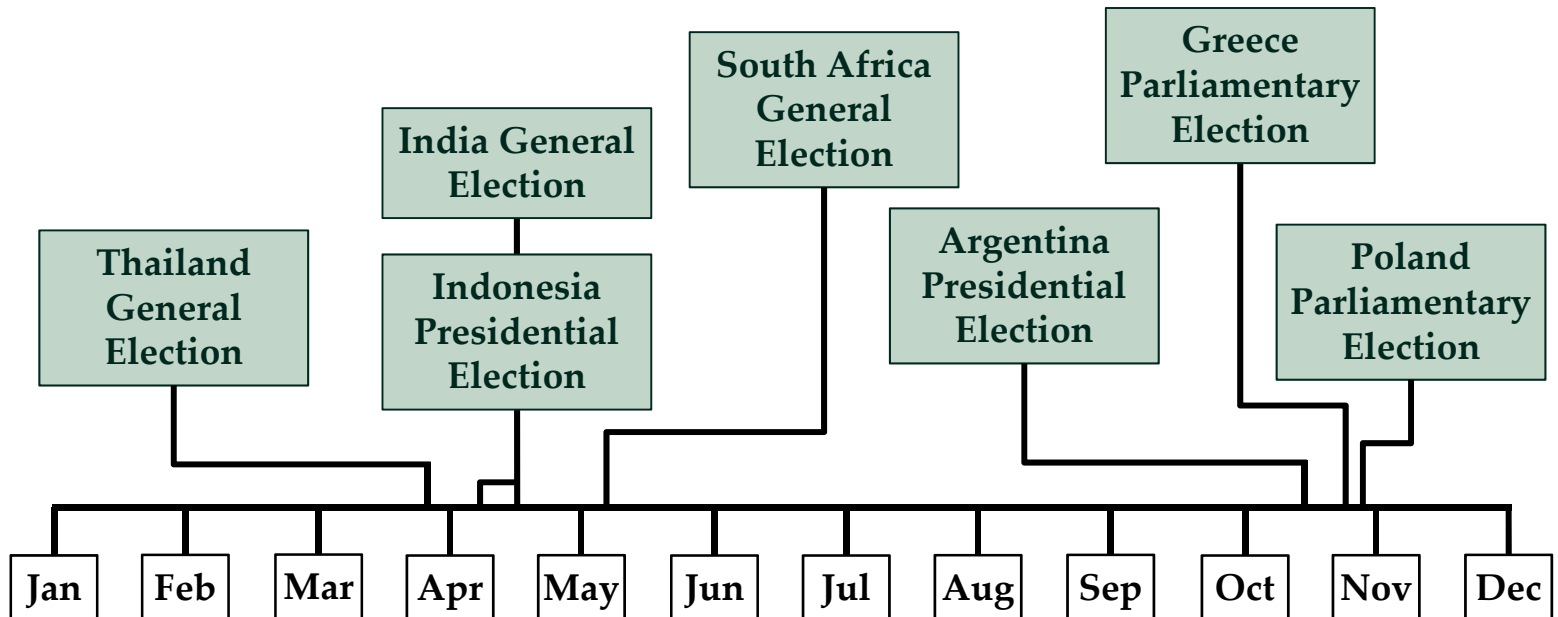 Thailand
General
Election
India General
Election
Indonesia
Presidential
Election
South Africa
General
Election
Argentina
Presidential
Election
Greece
Parliamentary
Election
Poland
Parliamentary
Election
Jan Feb Mar Apr May Jun Jul Aug Sep Oct Nov Dec